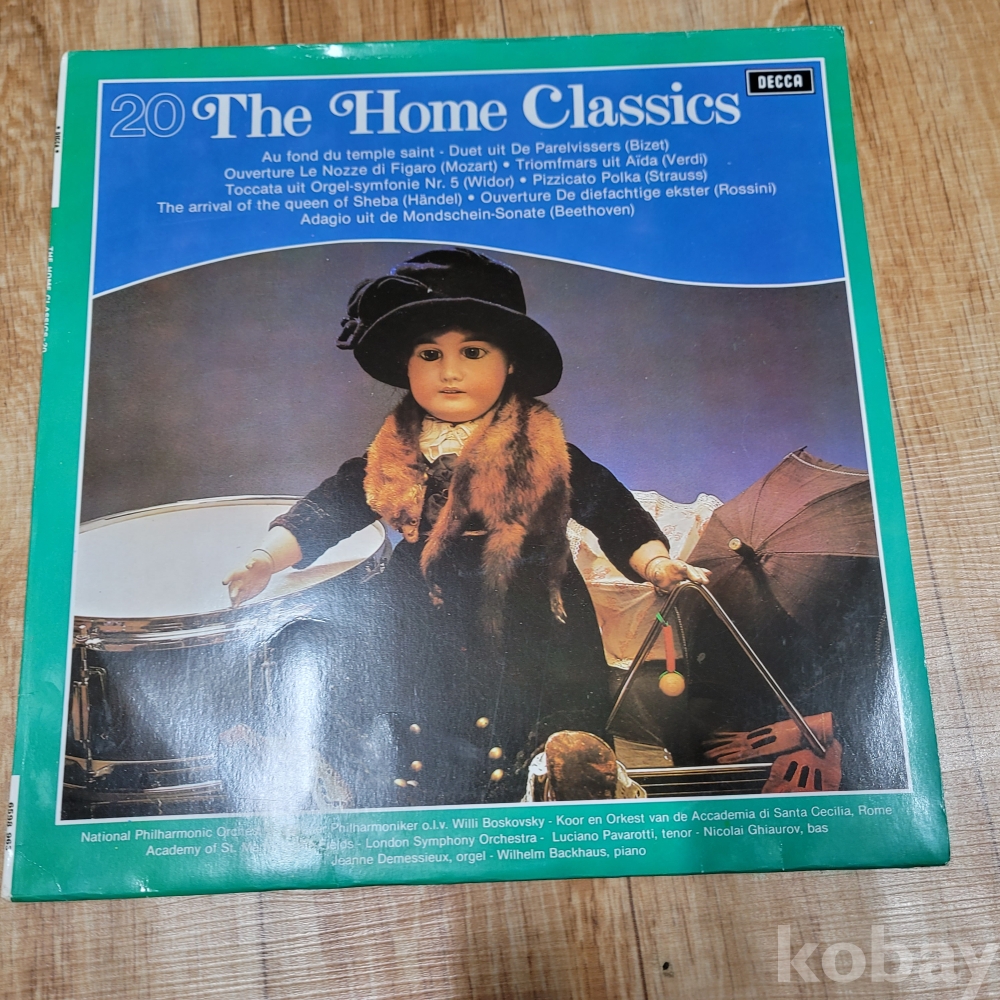 DECCA
20 The Home Classics
Au fond du temple saint - Duet uit De Parelvissers (Bizet)
Ouverture Le Nozze di Figaro (Mozart) • Triomfmars uit Aïda (Verdi)
Toccata uit Orgel-symfonie Nr. 5 (Widor) • Pizzicato Polka (Strauss)
The arrival of the queen of Sheba (Händel) • Ouverture De diefachtige ekster (Rossini)
Adagio uit de Mondschein-Sonate (Beethoven)
THE HOME CLASSICS-20
National Philharmonic Philharmoniker o.l.v. Willi Boskovsky - Koor en Orkest van de Accademia di Santa Cecilia, Rome
Academy of St. Fields - London Symphony Orchestra - Luciano Pavarotti, tenor - Nicolai Ghiaurov, bas
Jeanne Demessieux, orgel - Wilhelm Backhaus, piano
kobay